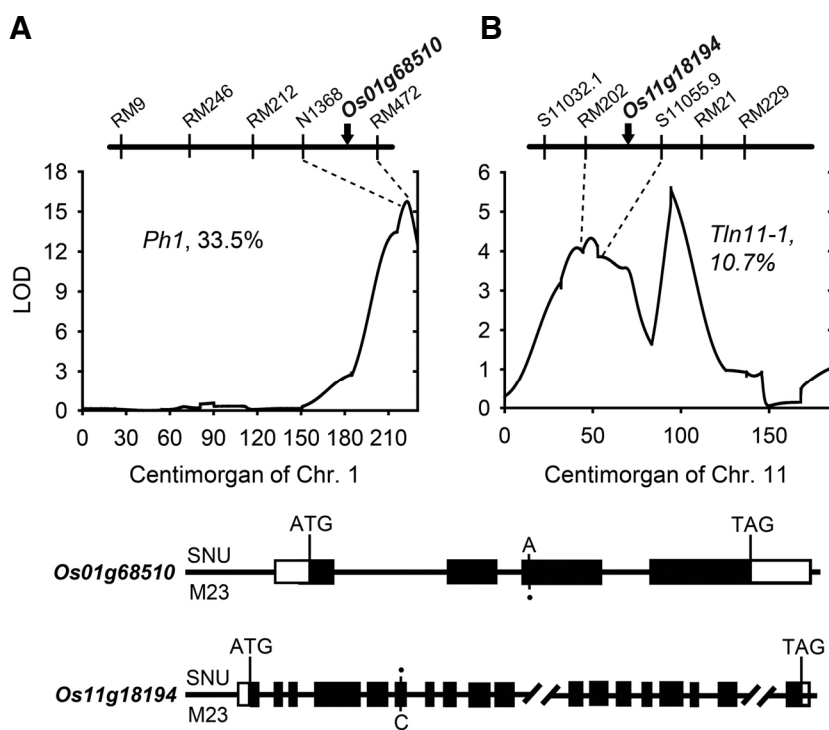 A
B
RM9
RM246
RM212
N1368
Os01g68510
RM472
S11032.1
RM202
Os11g18194
S11055.9
RM21
RM229
18
15
12
9
6
3
0
LOD
Ph1, 33.5%
0 30 60 90 120 150 180 210
Centimorgan of Chr. 1
6
5
4
3
2
1
0
Tln11-1,
10.7%
0 50 100 150
Centimorgan of Chr. 11
ATG
A
TAG
SNU
Os01g68510
M23
ATG
TAG
SNU
Os11g18194
M23
C